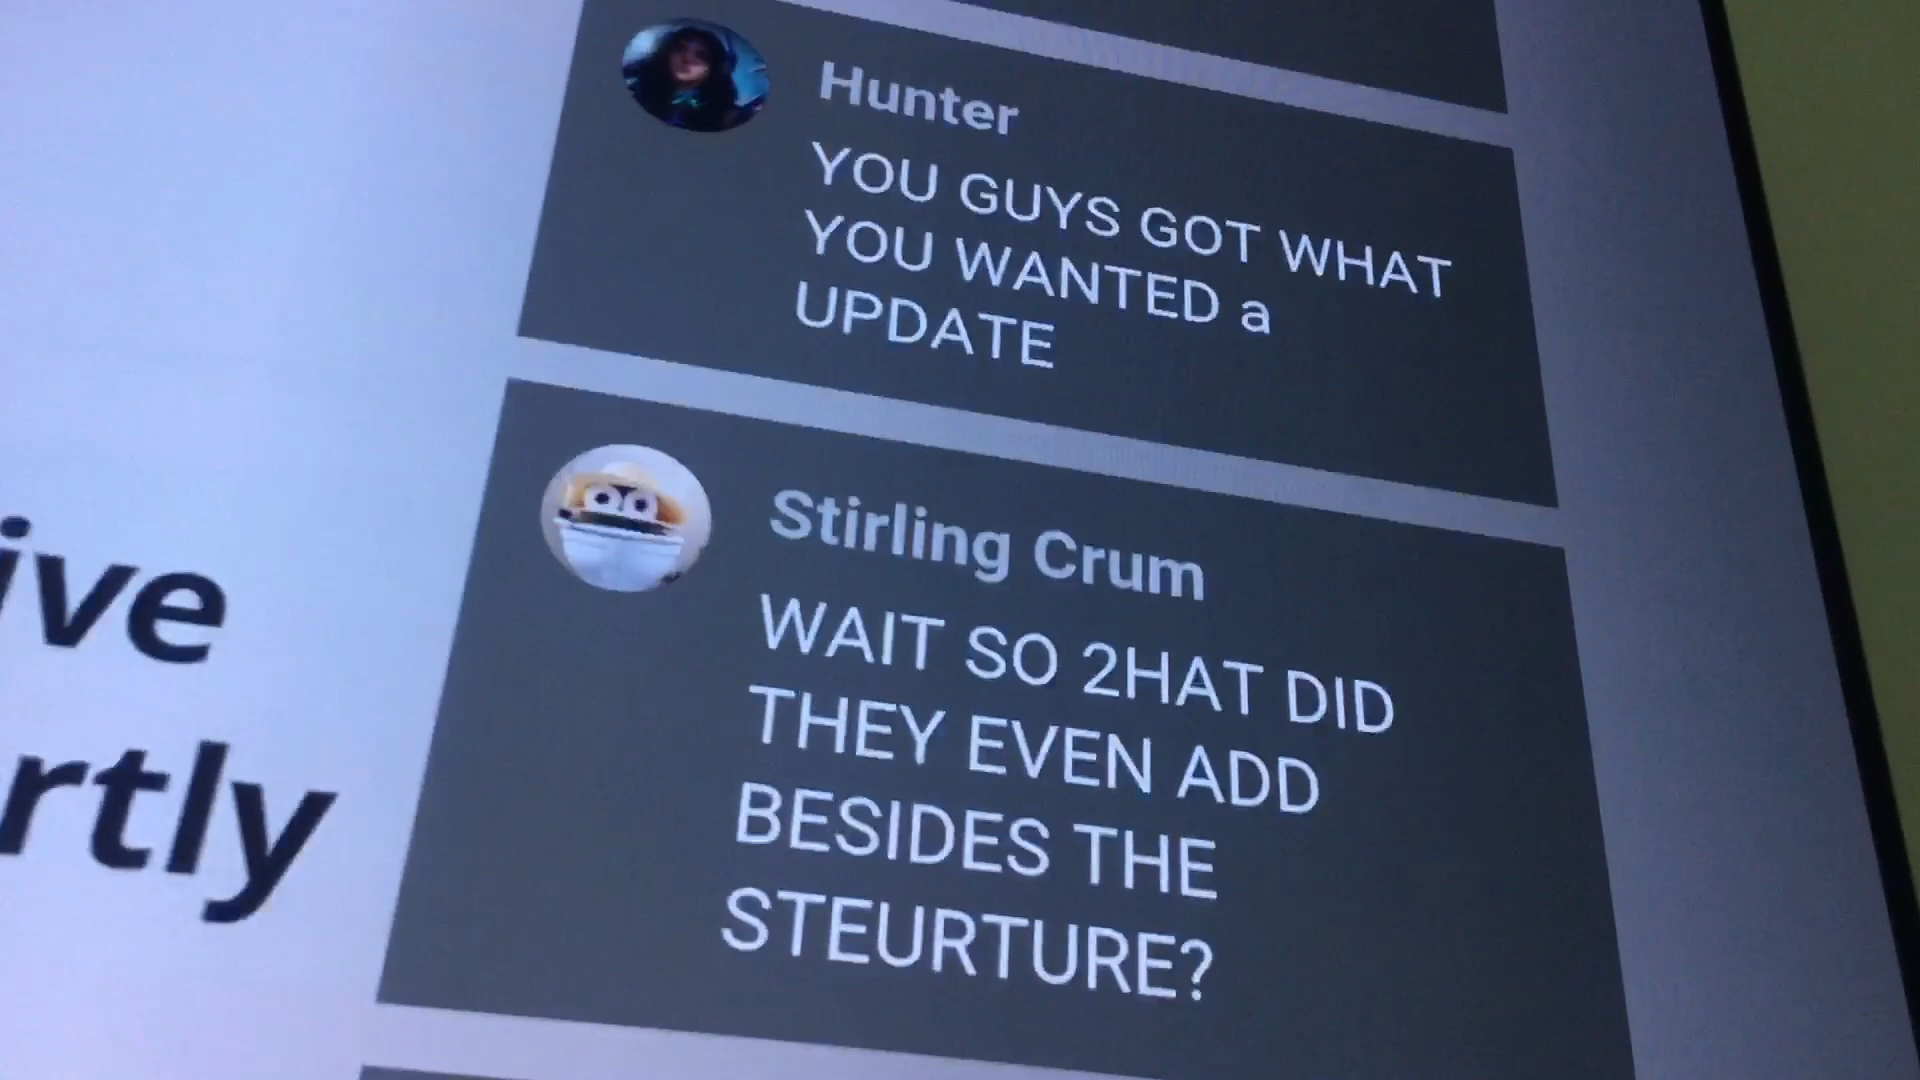 Hunter
YOU GUYS GOT WHAT
YOU WANTED a
UPDATE
Stirling Crum
WAIT SO 2HAT DID
THEY EVEN ADD
BESIDES THE
STEURTURE?
ive
rtly